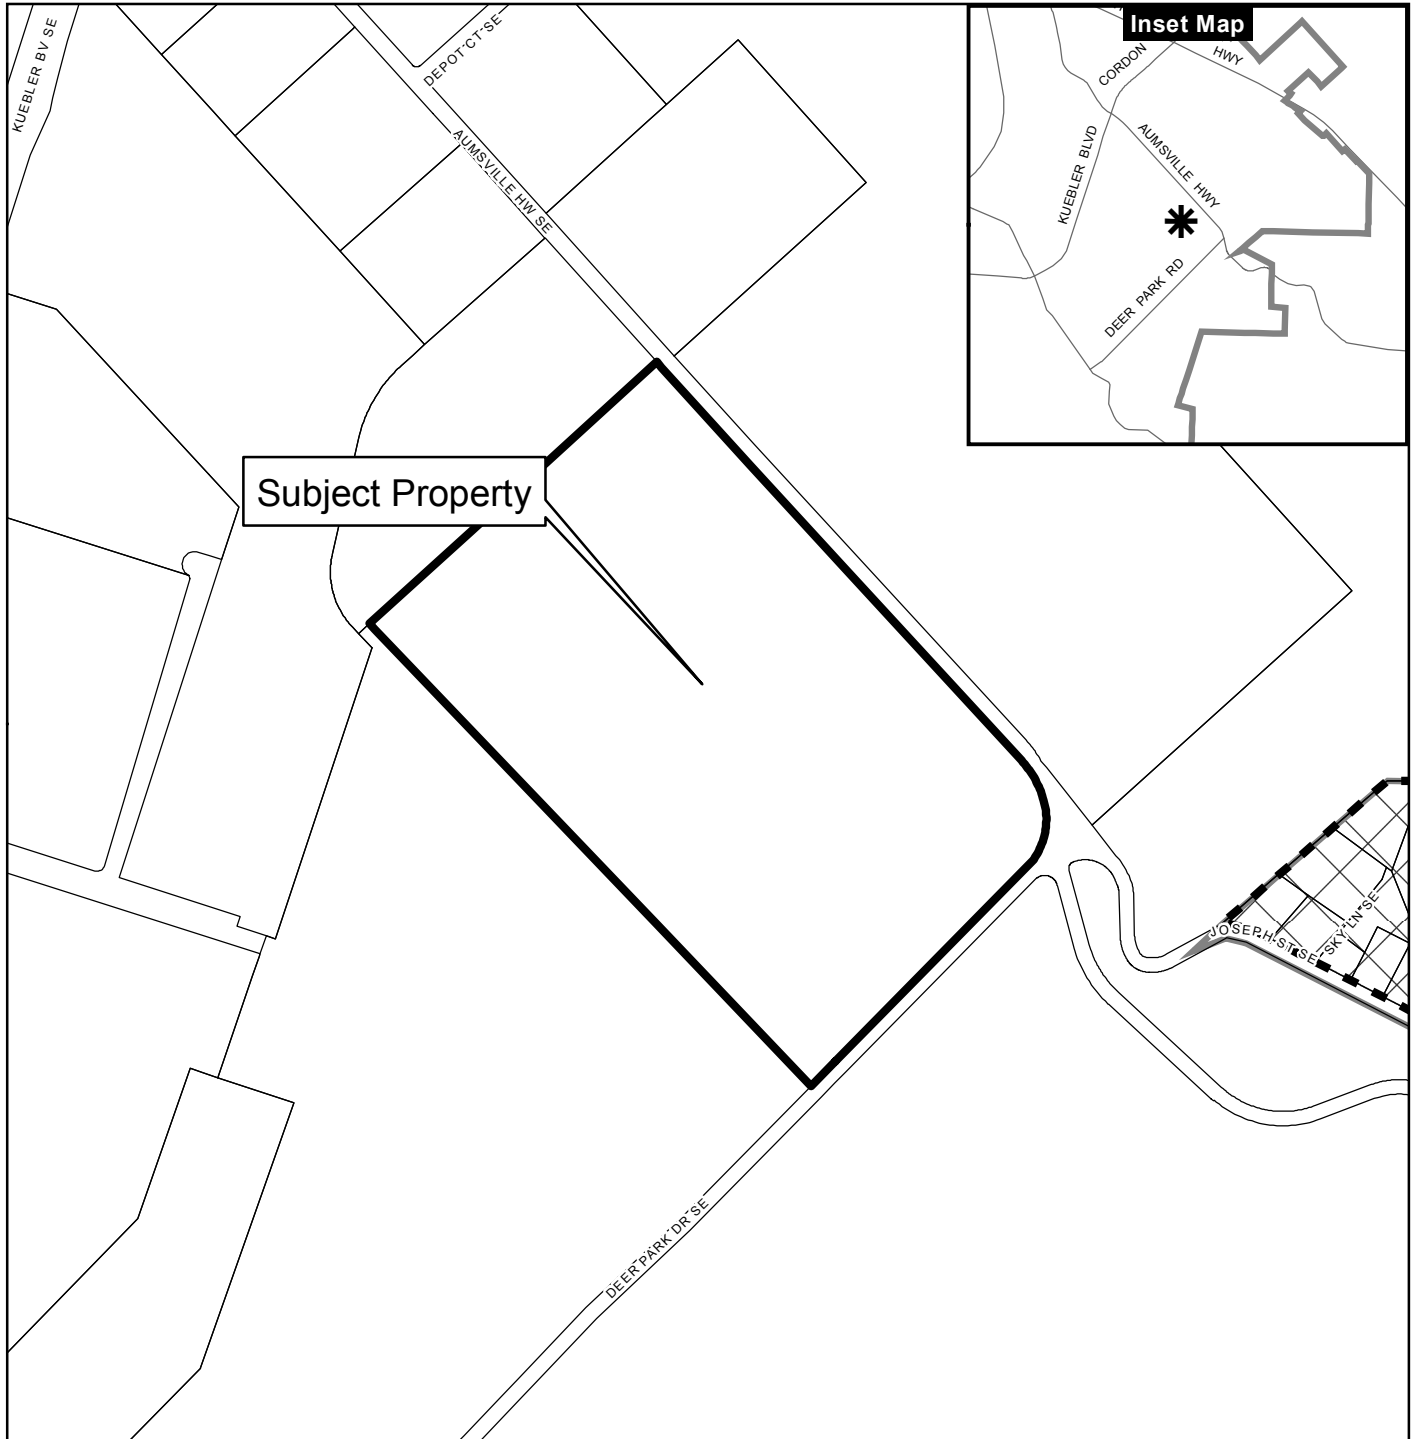 Inset Map
KUEBLER BV SE
DEPOT CT SE
AUMSVILLE HW SE
CORDON
HWY
KUEBLER BLVD
AUMSVILLE HWY
DEER PARK RD
Subject Property
JOSEPH ST SE
SKY LN SE
DEER PARK DR SE